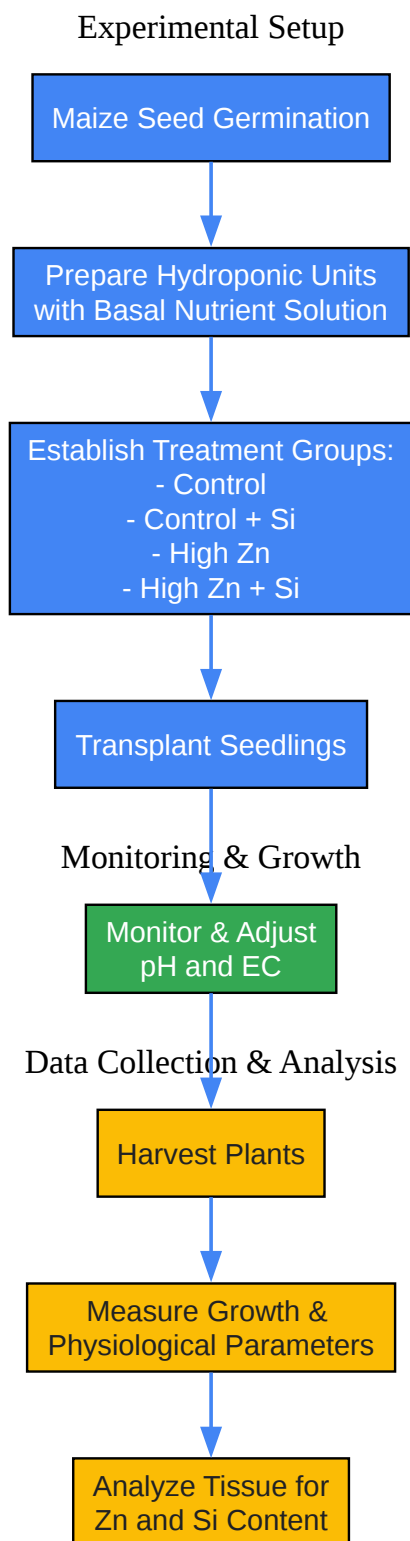 Experimental Setup
Maize Seed Germination
Prepare Hydroponic Units
with Basal Nutrient Solution
Establish Treatment Groups:
- Control
- Control + Si
- High Zn
- High Zn + Si
Transplant Seedlings
Monitoring & Growth
Monitor & Adjust
pH and EC
Data Collection & Analysis
Harvest Plants
Measure Growth &
Physiological Parameters
Analyze Tissue for
Zn and Si Content